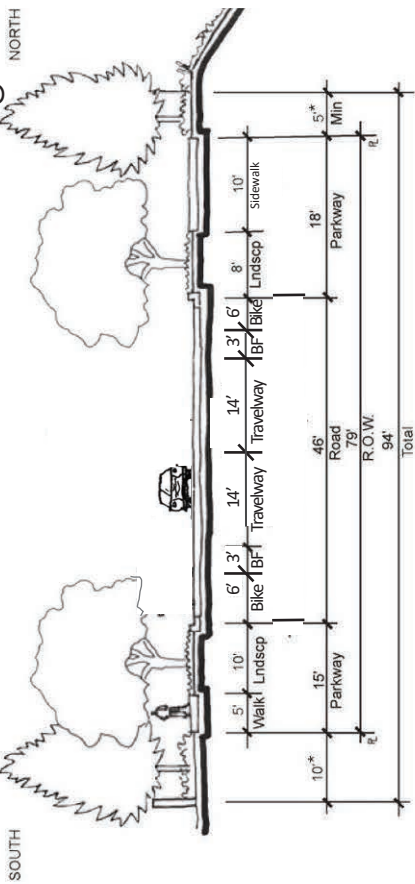 SOUTH NORTH
5' 10' 6' 3' 14' 14' 3' 6' 8' 10'
Walk Lndscp Bike BF Travelway Travelway BF Bike Lndscp Sidewalk
10'* 15' 46' 18' 5'*
Parkway Road Parkway Min
79'
R.O.W.
94'
Total